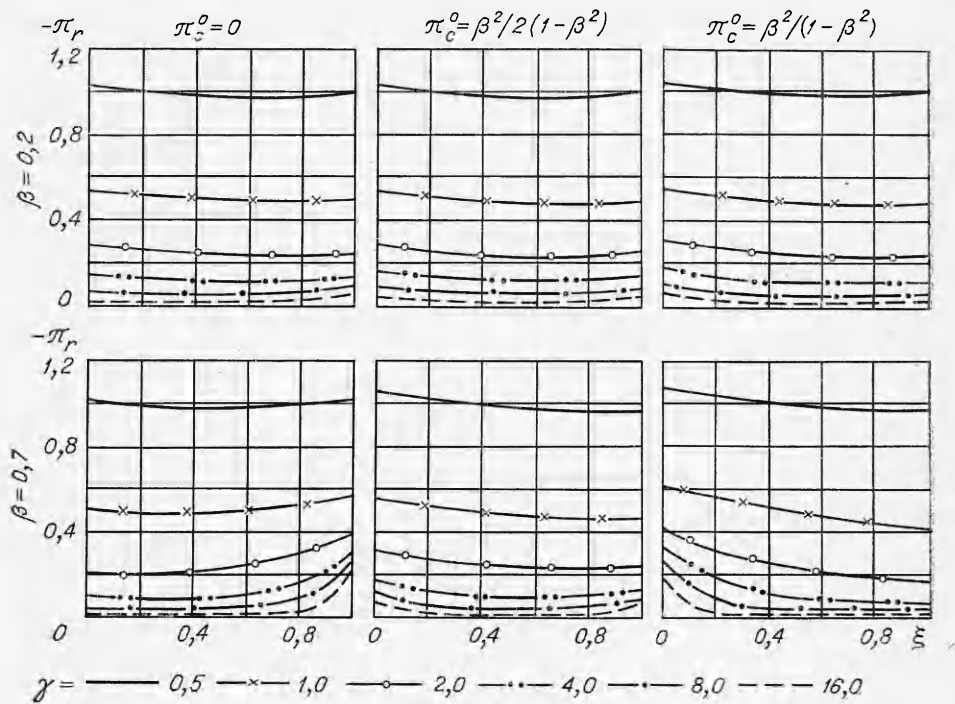 -π_r π_c^o=0 π_c^o=β²/2(1-β²) π_c^o=β²/(1-β²)
1,2
0,8
β=0,2
0,4
0
-π_r
1,2
0,8
β=0,7
0,4
0 0,4 0,8 0 0,4 0,8 0 0,4 0,8 ξ
γ= 0,5 1,0 2,0 4,0 8,0 16,0